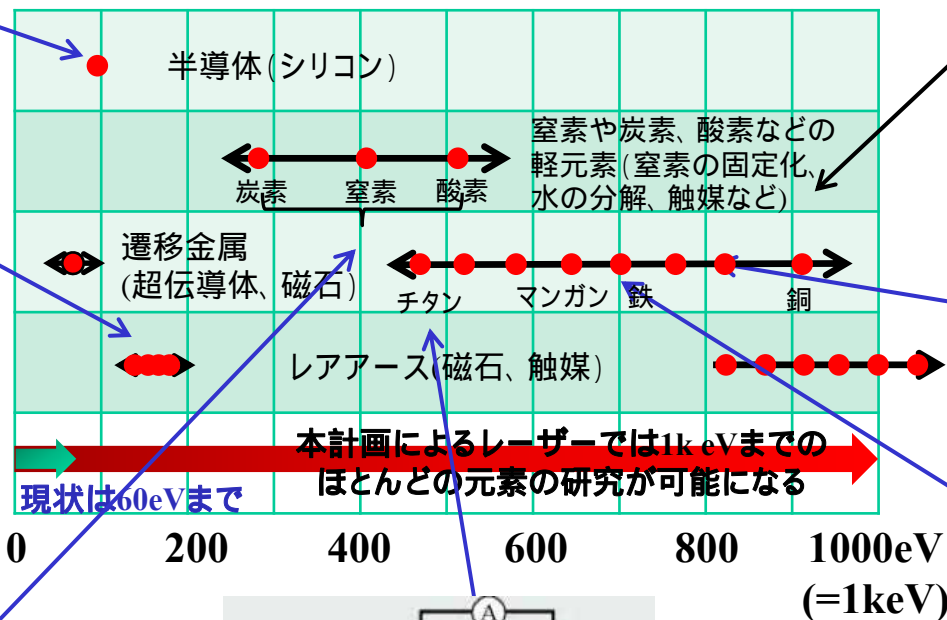 半導体(シリコン)
窒素や炭素、酸素などの
軽元素(窒素の固定化、
水の分解、触媒など)
炭素 窒素 酸素
遷移金属
(超伝導体、磁石)
チタン マンガン 鉄 銅
レアアース(磁石、触媒)
本計画によるレーザーでは1k eVまでの
ほとんどの元素の研究が可能になる
現状は60eVまで
0 200 400 600 800 1000eV
(=1keV)
A